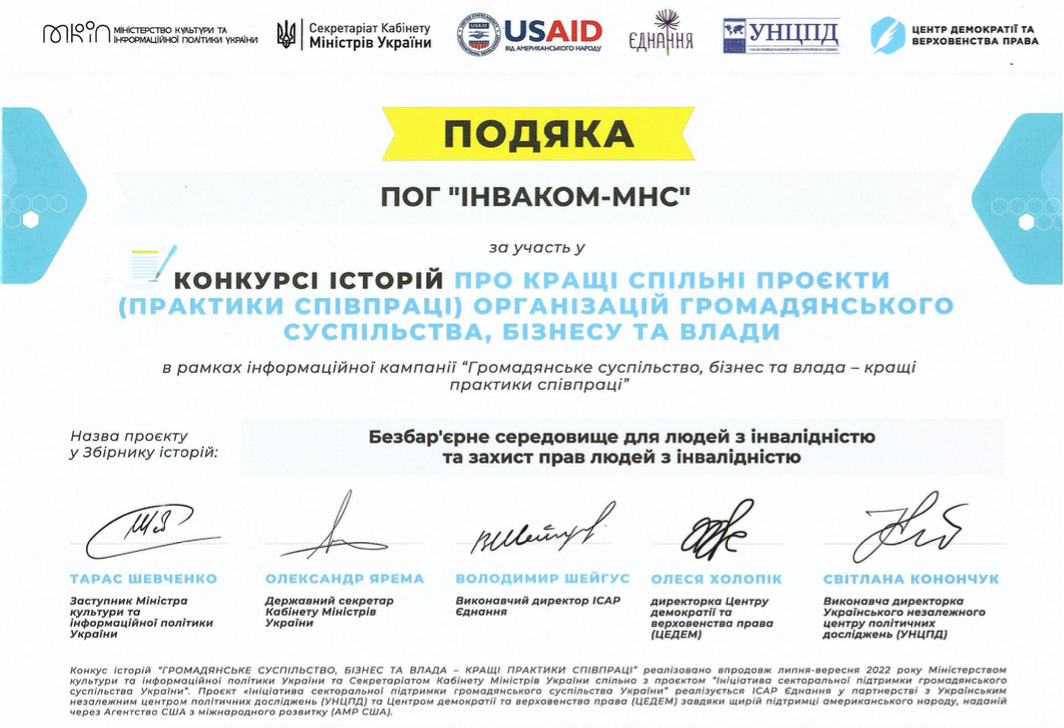 МІНІСТЕРСТВО КУЛЬТУРИ ТА
ІНФОРМАЦІЙНОЇ ПОЛІТИКИ УКРАЇНИ
Секретаріат Кабінету
Міністрів України
USAID
USAID
ВІД АМЕРИКАНСЬКОГО НАРОДУ
ЄДНАННЯ
УНЦПД
ЦЕНТР ДЕМОКРАТІЇ ТА
ВЕРХОВЕНСТВА ПРАВА
ПОДЯКА
ПОГ "ІНВАКОМ-МНС"
за участь у
КОНКУРСІ ІСТОРІЙ ПРО КРАЩІ СПІЛЬНІ ПРОЄКТИ
(ПРАКТИКИ СПІВПРАЦІ) ОРГАНІЗАЦІЙ ГРОМАДЯНСЬКОГО
СУСПІЛЬСТВА, БІЗНЕСУ ТА ВЛАДИ
в рамках інформаційної кампанії “Громадянське суспільство, бізнес та влада – кращі
практики співпраці”
Назва проєкту
у Збірнику історій:
Безбар'єрне середовище для людей з інвалідністю
та захист прав людей з інвалідністю
ТАРАС ШЕВЧЕНКО
Заступник Міністра
культури та
інформаційної політики
України
ОЛЕКСАНДР ЯРЕМА
Державний секретар
Кабінету Міністрів
України
ВОЛОДИМИР ШЕЙГУС
Виконавчий директор ІСАР
Єднання
ОЛЕСЯ ХОЛОПІК
директорка Центру
демократії та
верховенства права
(ЦЕДЕМ)
СВІТЛАНА КОНОНЧУК
Виконавча директорка
Українського незалежного
центру політичних
досліджень (УНЦПД)
Конкус історій “ГРОМАДЯНСЬКЕ СУСПІЛЬСТВО, БІЗНЕС ТА ВЛАДА – КРАЩІ ПРАКТИКИ СПІВПРАЦІ” реалізовано впродовж липня-вересня 2022 року Міністерством
культури та інформаційної політики України та Секретаріатом Кабінету Міністрів України спільно з проєктом “Ініціатива секторальної підтримки громадянського
суспільства України”. Проєкт «Ініціатива секторальної підтримки громадянського суспільства України” реалізується ІСАР Єднання у партнерстві з Українським
незалежним центром політичних досліджень (УНЦПД) та Центром демократії та верховенства права (ЦЕДЕМ) завдяки щирій підтримці американського народу, наданій
через Агентство США з міжнародного розвитку (АМР США).